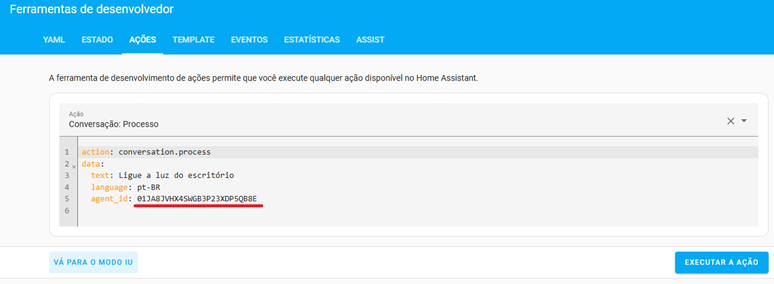 Ferramentas de desenvolvedor
YAML ESTADO AÇÕES TEMPLATE EVENTOS ESTATÍSTICAS ASSIST
A ferramenta de desenvolvimento de ações permite que você execute qualquer ação disponível no Home Assistant.
Ação
Conversação: Processo
1 action: conversation.process
2 data:
3 text: Ligue a luz do escritório
4 language: pt-BR
5 agent_id: 01JA8JVHX4SWGB3P23XDP5QB8E
6
VÁ PARA O MODO IU EXECUTAR A AÇÃO